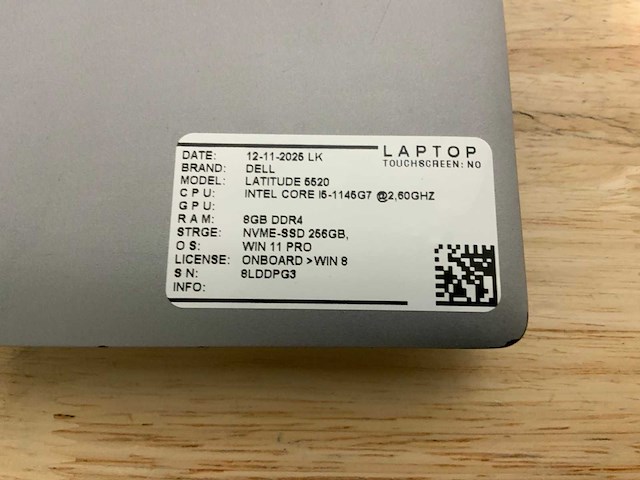 LAPTOP
TOUCHSCREEN: NO
DATE: 12-11-2025 LK
BRAND: DELL
MODEL: LATITUDE 5520
CPU: INTEL CORE I5-1145G7 @2,60GHZ
GPU:
RAM: 8GB DDR4
STRGE: NVME-SSD 256GB,
OS: WIN 11 PRO
LICENSE: ONBOARD >WIN 8
SN: 8LDDPG3
INFO: